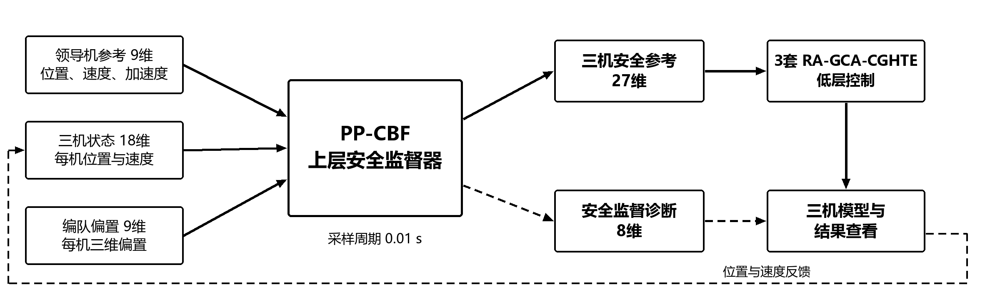 领导机参考 9维
位置、速度、加速度
三机状态 18维
每机位置与速度
编队偏置 9维
每机三维偏置
PP-CBF
上层安全监督器
采样周期 0.01 s
三机安全参考
27维
3套 RA-GCA-CGHTE
低层控制
安全监督诊断
8维
三机模型与
结果查看
位置与速度反馈